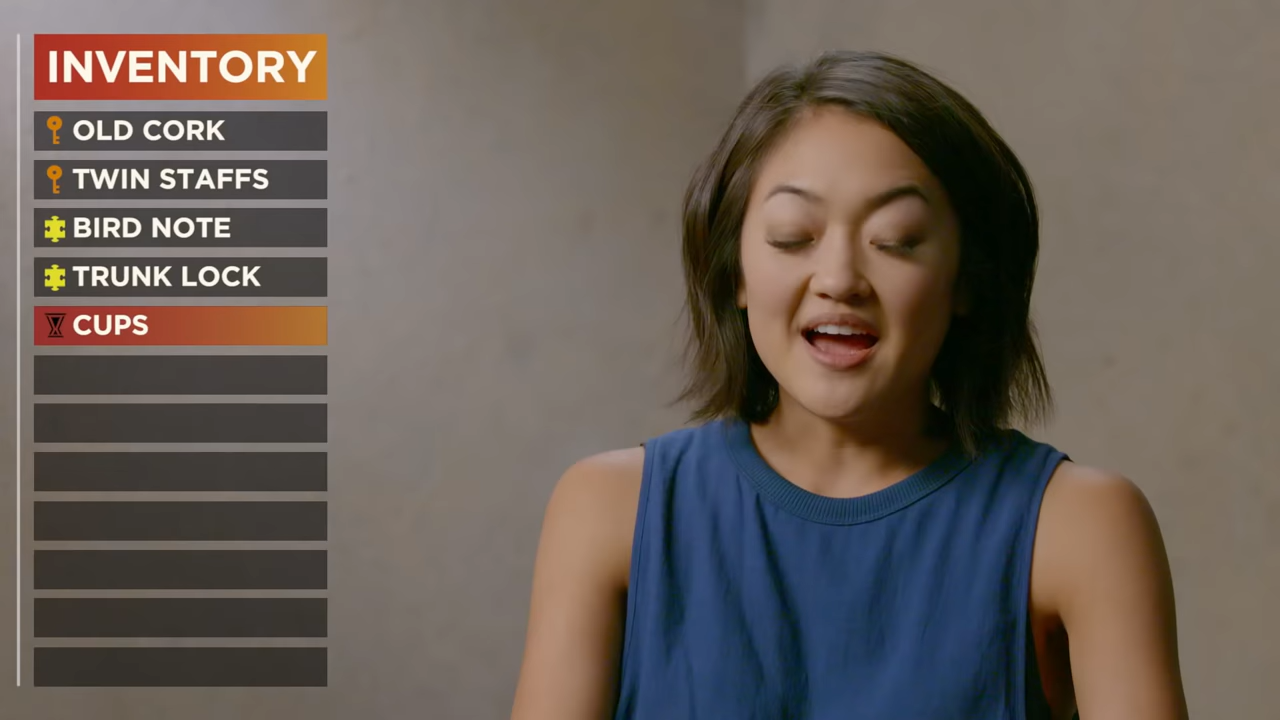 INVENTORY
OLD CORK
TWIN STAFFS
BIRD NOTE
TRUNK LOCK
CUPS